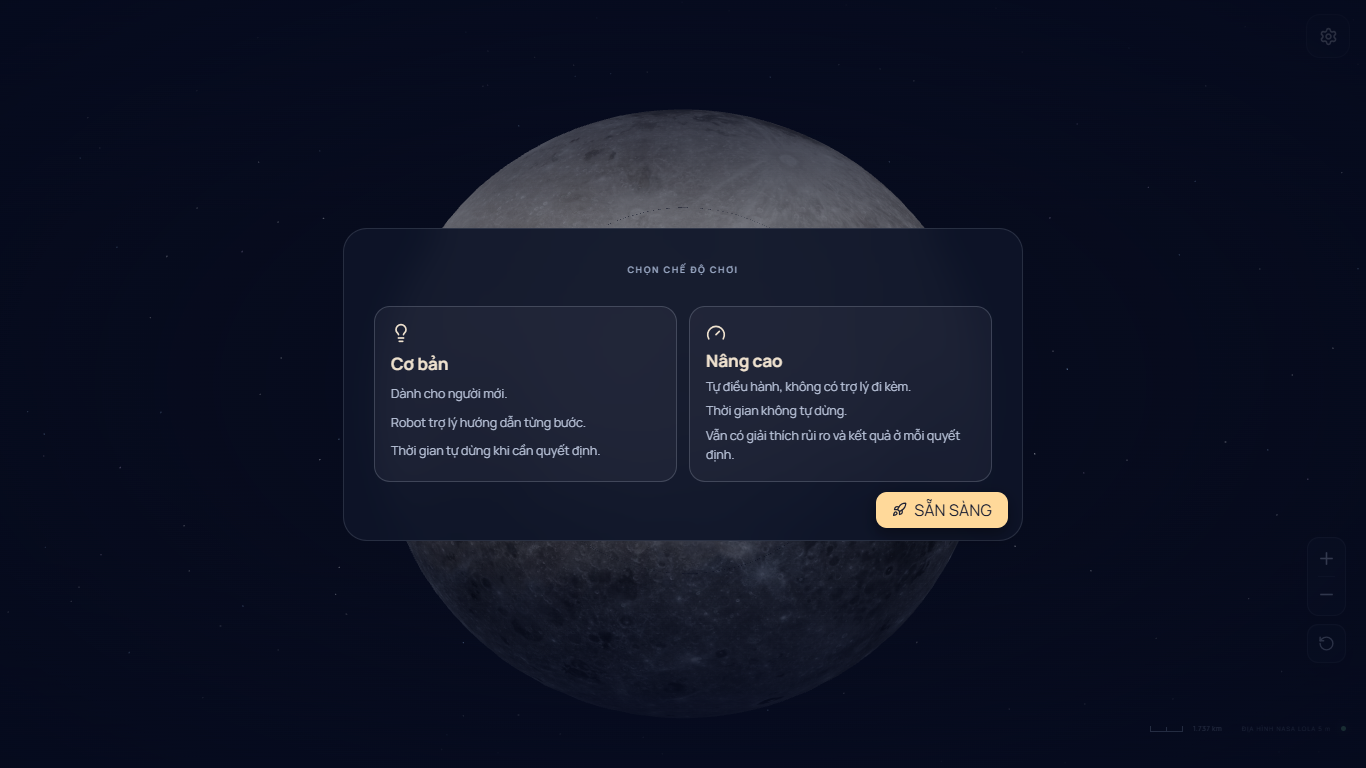 CHỌN CHẾ ĐỘ CHƠI
Cơ bản
Dành cho người mới.
Robot trợ lý hướng dẫn từng bước.
Thời gian tự dừng khi cần quyết định.
Nâng cao
Tự điều hành, không có trợ lý đi kèm.
Thời gian không tự dừng.
Vẫn có giải thích rủi ro và kết quả ở mỗi quyết
định.
SẴN SÀNG
1737 km